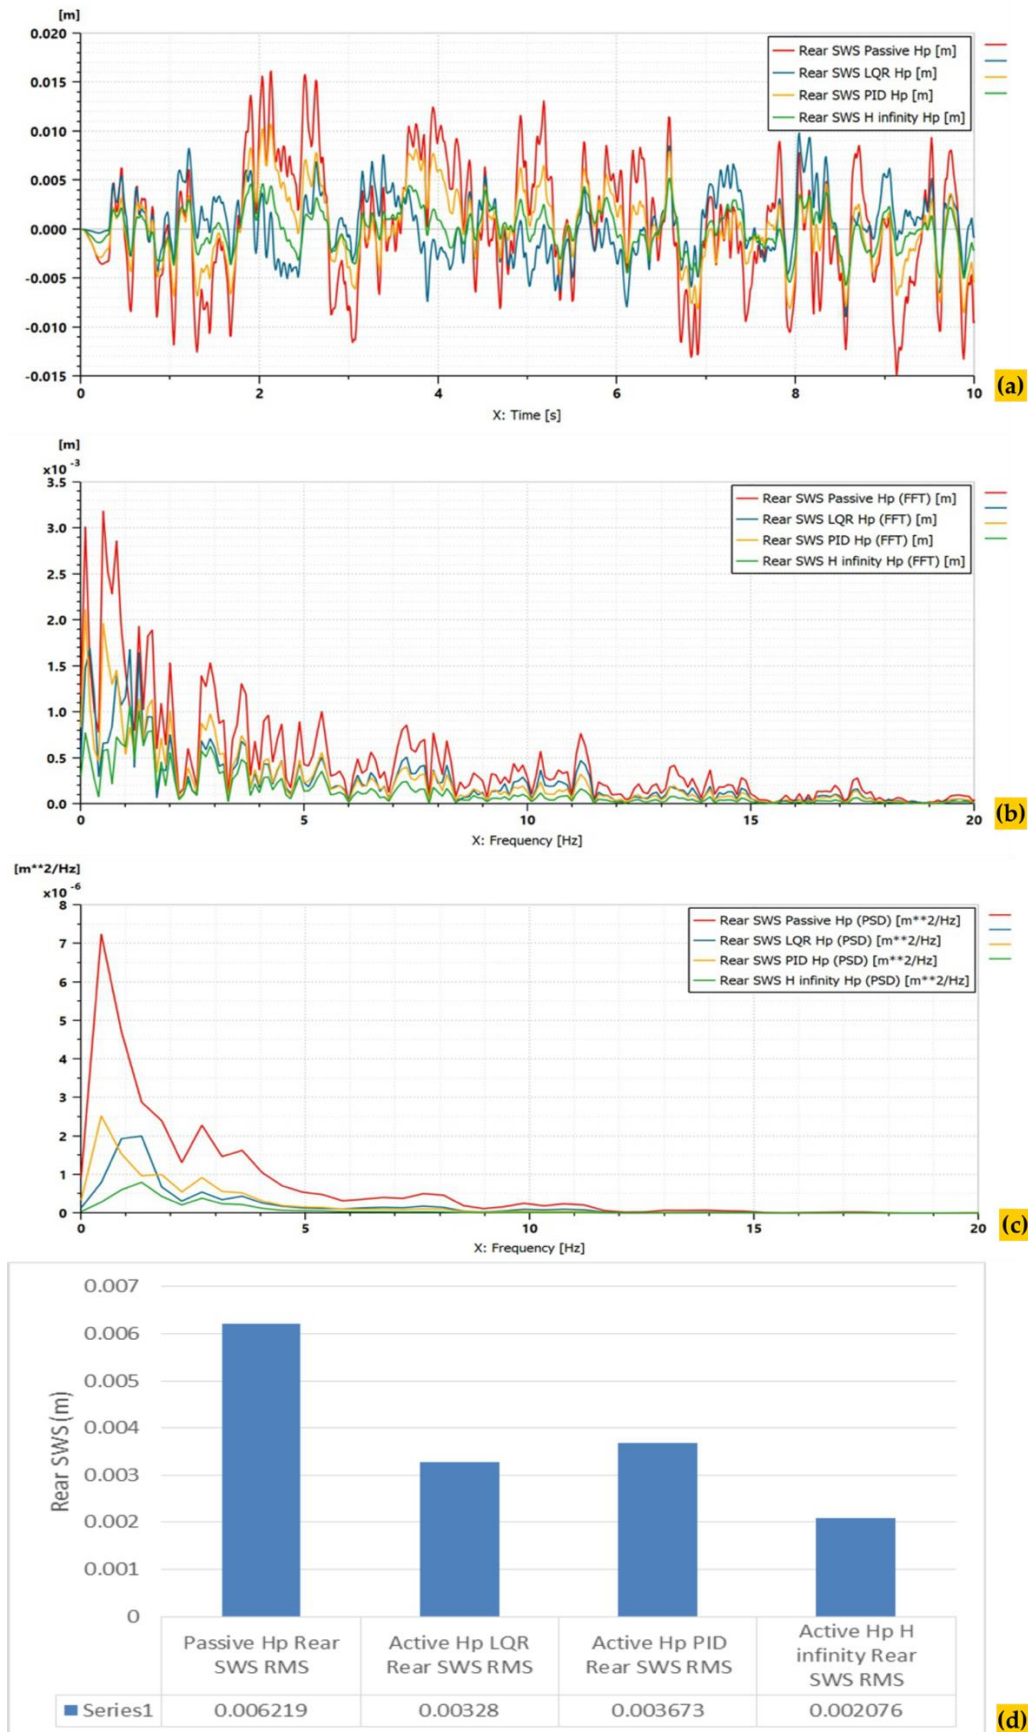 [m]
0.020
0.015
0.010
0.005
0.000
-0.005
-0.010
-0.015
Rear SWS Passive Hp [m]
Rear SWS LQR Hp [m]
Rear SWS PID Hp [m]
Rear SWS H infinity Hp [m]
0 2 4 6 8 10
X: Time [s]
(a)
[m]
x10 -3
3.5
3.0
2.5
2.0
1.5
1.0
0.5
0.0
Rear SWS Passive Hp (FFT) [m]
Rear SWS LQR Hp (FFT) [m]
Rear SWS PID Hp (FFT) [m]
Rear SWS H infinity Hp (FFT) [m]
0 5 10 15 20
X: Frequency [Hz]
(b)
[m**2/Hz]
x10 -6
8
7
6
5
4
3
2
1
0
Rear SWS Passive Hp (PSD) [m**2/Hz]
Rear SWS LQR Hp (PSD) [m**2/Hz]
Rear SWS PID Hp (PSD) [m**2/Hz]
Rear SWS H infinity Hp (PSD) [m**2/Hz]
0 5 10 15 20
X: Frequency [Hz]
(c)
Rear SWS (m)
0.007
0.006
0.005
0.004
0.003
0.002
0.001
0
Passive Hp Rear
SWS RMS
Active Hp LQR
Rear SWS RMS
Active Hp PID
Rear SWS RMS
Active Hp H
infinity Rear
SWS RMS
Series1 0.006219 0.00328 0.003673 0.002076
(d)